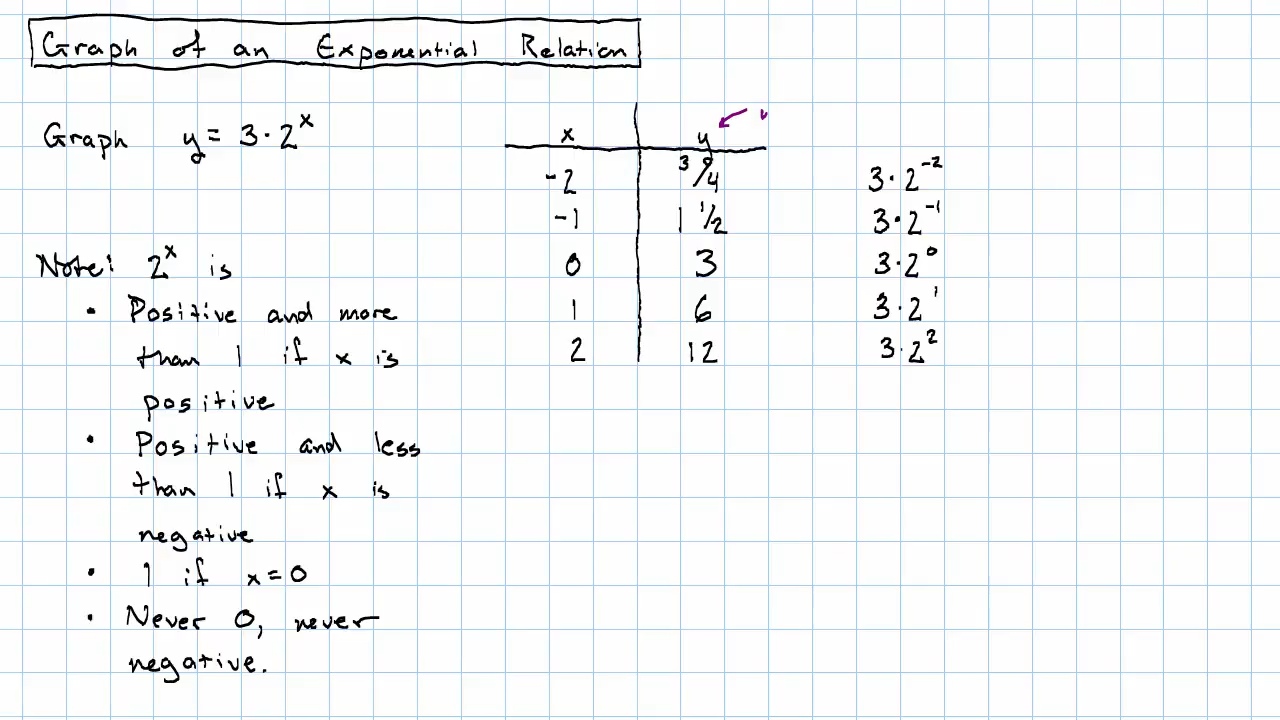 Graph of an Exponential Relation
Graph y = 3 · 2^x
x y
-2 3/4 3 · 2^-2
-1 1 1/2 3 · 2^-1
0 3 3 · 2^0
1 6 3 · 2^1
2 12 3 · 2^2
Note: 2^x is
• Positive and more
than 1 if x is
positive
• Positive and less
than 1 if x is
negative
• 1 if x = 0
• Never 0, never
negative.